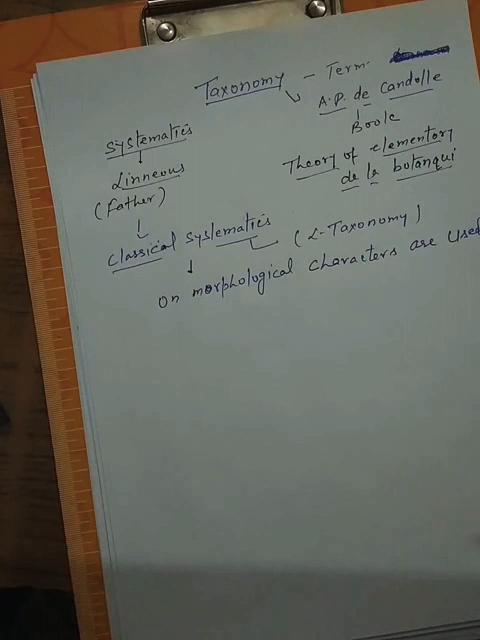 Taxonomy - Term.
A.P. de Candolle
Book
Theory of elementory
de la botanqui
Systematics
Linneous
(Father)
Classical Systematics
(α-Taxonomy)
on morphological characters are used